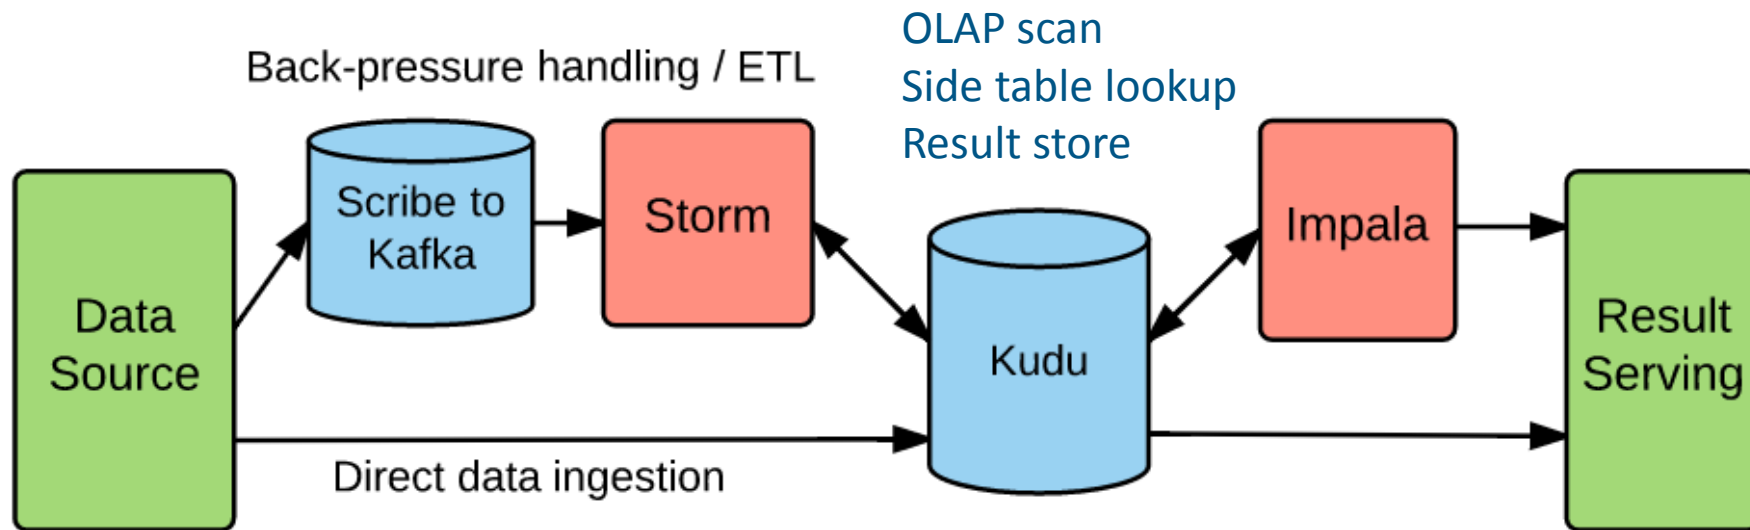 OLAP scan
Side table lookup
Result store
Back-pressure handling / ETL
Data
Source
Scribe to
Kafka
Storm
Kudu
Impala
Result
Serving
Direct data ingestion